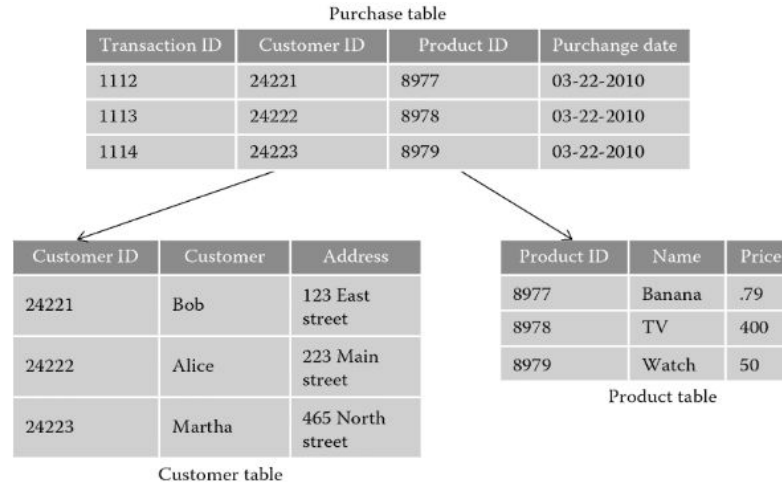 Purchase table
Transaction ID Customer ID Product ID Purchange date
1112 24221 8977 03-22-2010
1113 24222 8978 03-22-2010
1114 24223 8979 03-22-2010
Customer ID Customer Address
24221 Bob 123 East
street
24222 Alice 223 Main
street
24223 Martha 465 North
street
Customer table
Product ID Name Price
8977 Banana .79
8978 TV 400
8979 Watch 50
Product table